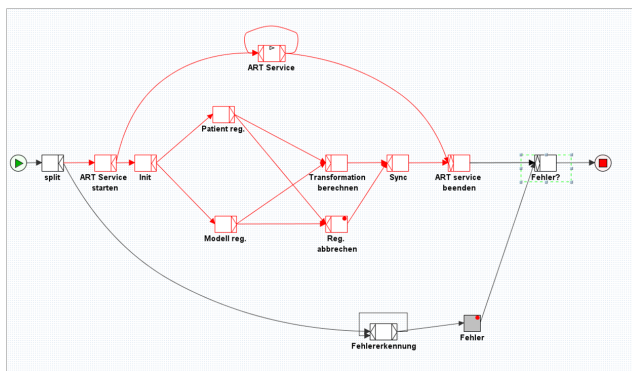 ART Service
Patient reg.
split
ART Service
starten
Init
Transformation
berechnen
Sync
ART service
beenden
Fehler?
Modell reg.
Reg.
abbrechen
Fehlererkennung
Fehler